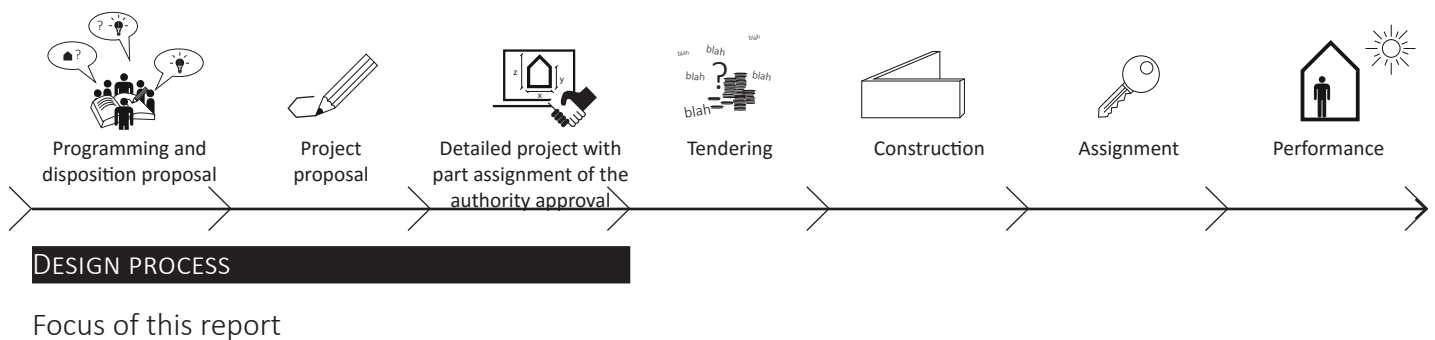 ? -
?
blah
blah
blah
blah
?
blah
blah
z
y
x
Programming and
disposition proposal
Project
proposal
Detailed project with
part assignment of the
authority approval
Tendering
Construction
Assignment
Performance
DESIGN PROCESS
Focus of this report